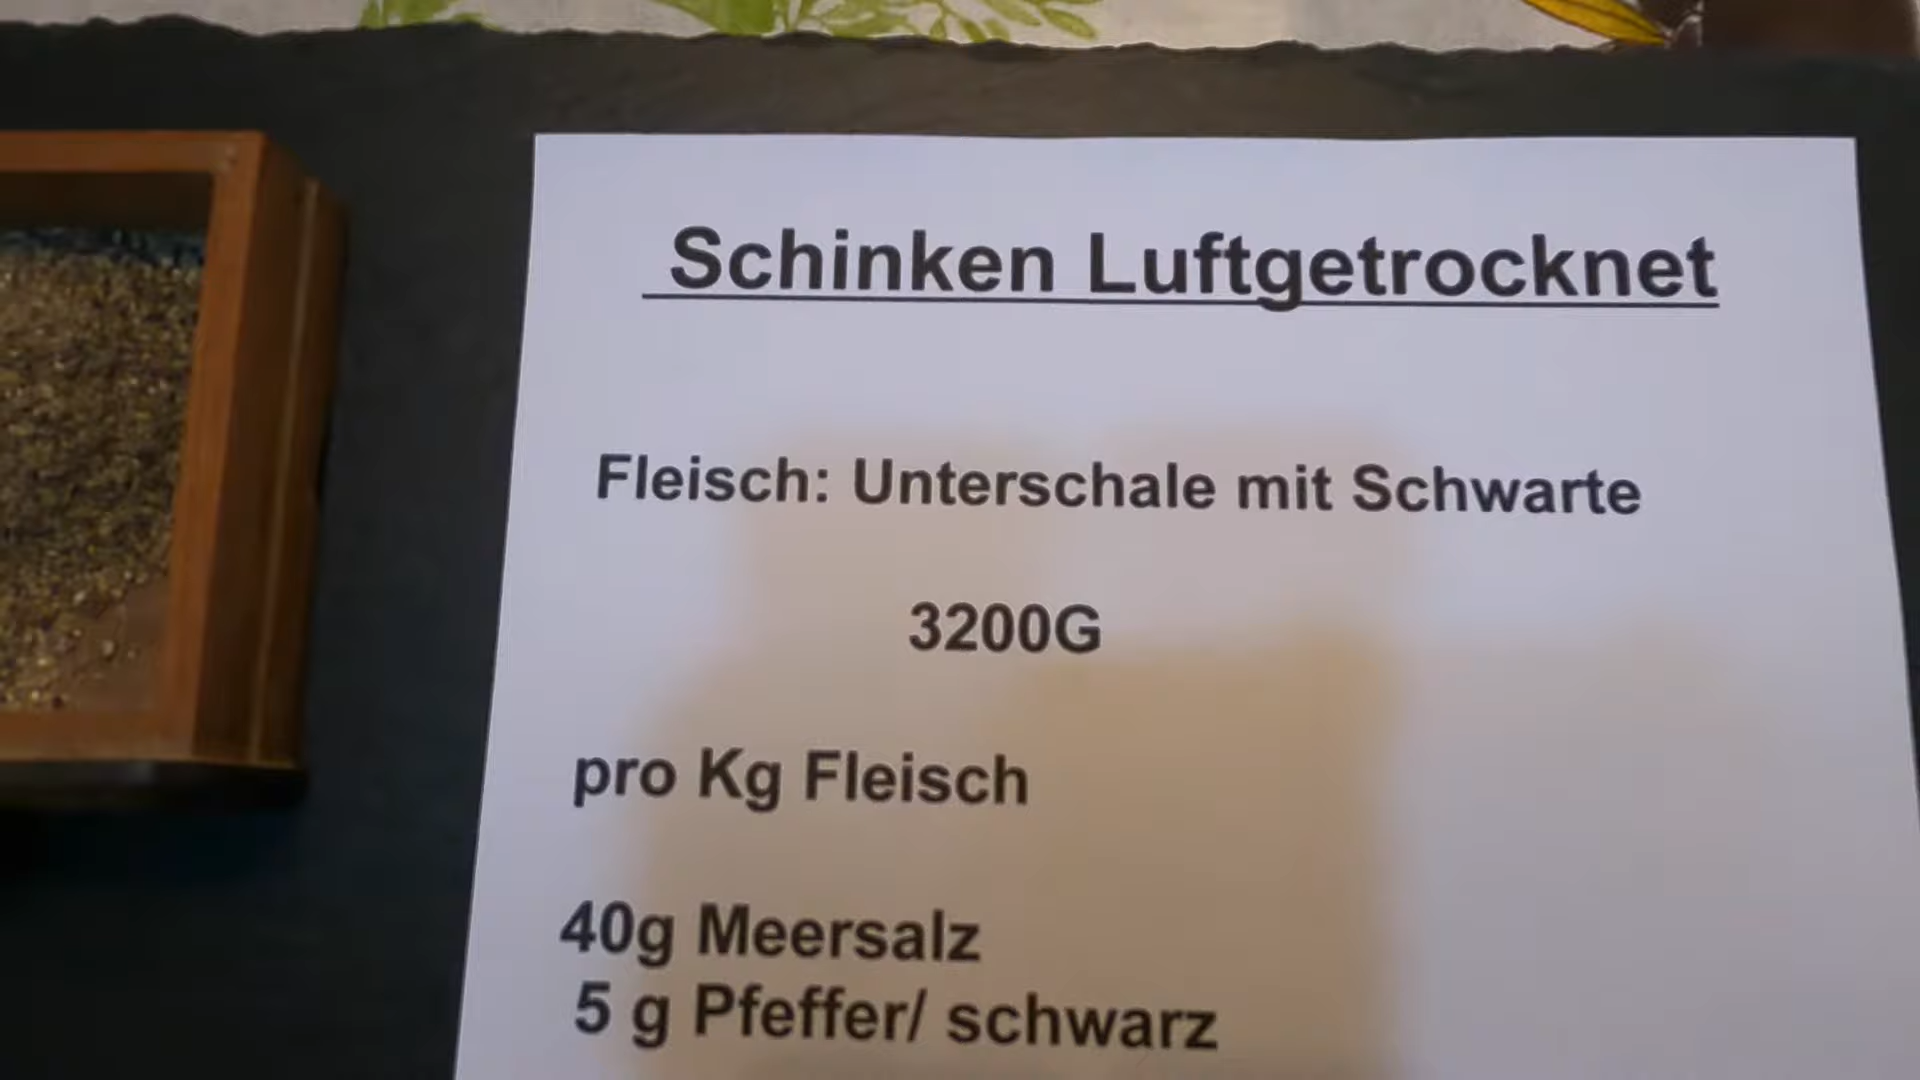 Schinken Luftgetrocknet
Fleisch: Unterschale mit Schwarte
3200G
pro Kg Fleisch
40g Meersalz
5 g Pfeffer/ schwarz